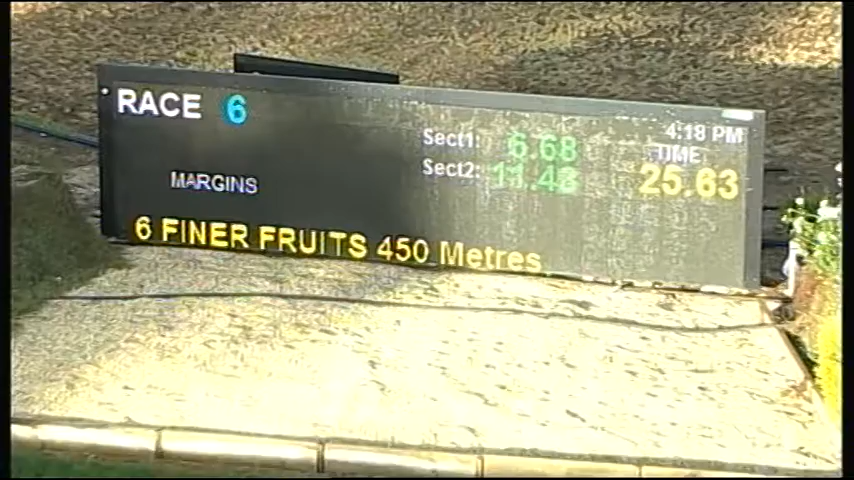 RACE 6
4:18 PM
Sect1: 6.68 TIME
Sect2: 11.48 25.63
MARGINS
6 FINER FRUITS 450 Metres